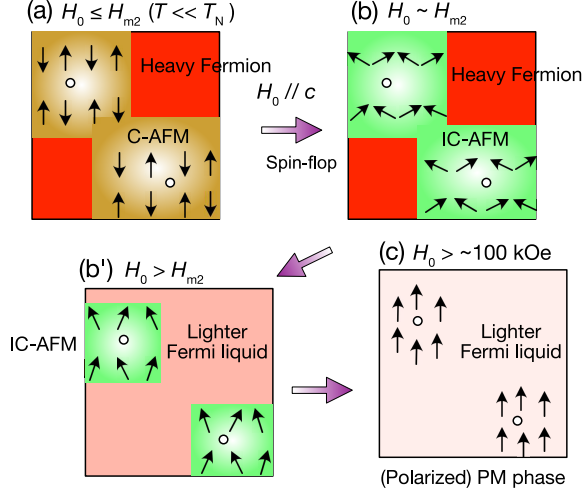 (a) H₀ ≤ Hₘ₂ (T << T_N)
Heavy Fermion
C-AFM
H₀ // c
Spin-flop
(b) H₀ ~ Hₘ₂
Heavy Fermion
IC-AFM
(b') H₀ > Hₘ₂
IC-AFM
Lighter
Fermi liquid
(c) H₀ > ~100 kOe
Lighter
Fermi liquid
(Polarized) PM phase